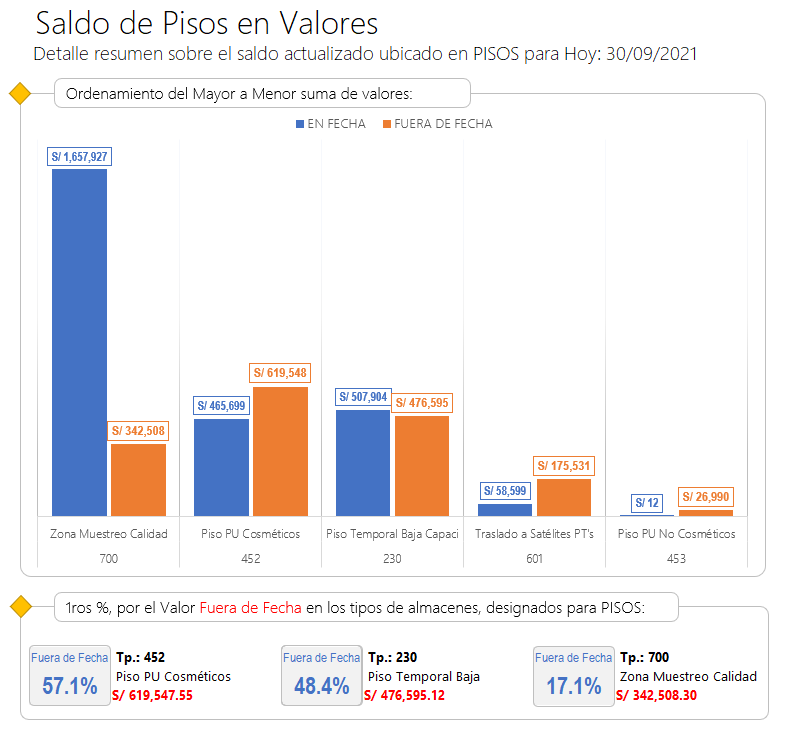 Saldo de Pisos en Valores
Detalle resumen sobre el saldo actualizado ubicado en PISOS para Hoy: 30/09/2021
Ordenamiento del Mayor a Menor suma de valores:
EN FECHA FUERA DE FECHA
S/ 1,657,927
S/ 342,508
S/ 465,699
S/ 619,548
S/ 507,904
S/ 476,595
S/ 58,599
S/ 175,531
S/ 12
S/ 26,990
Zona Muestreo Calidad Piso PU Cosméticos Piso Temporal Baja Capaci Traslado a Satélites PT's Piso PU No Cosméticos
700 452 230 601 453
1ros %, por el Valor Fuera de Fecha en los tipos de almacenes, designados para PISOS:
Fuera de Fecha
57.1%
Tp.: 452
Piso PU Cosméticos
S/ 619,547.55
Fuera de Fecha
48.4%
Tp.: 230
Piso Temporal Baja
S/ 476,595.12
Fuera de Fecha
17.1%
Tp.: 700
Zona Muestreo Calidad
S/ 342,508.30